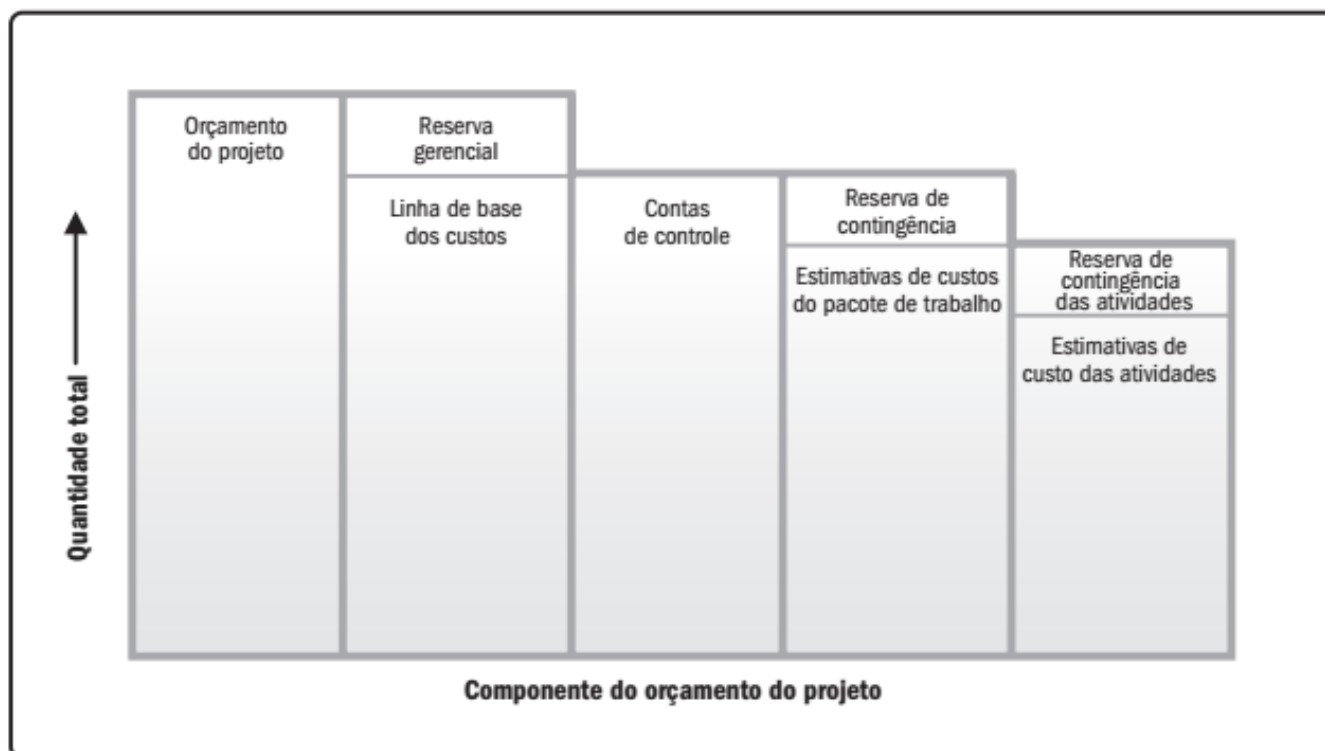 Orçamento
do projeto
Reserva
gerencial
Linha de base
dos custos
Contas
de controle
Reserva de
contingência
Estimativas de custos
do pacote de trabalho
Reserva de
contingência
das atividades
Estimativas de
custo das atividades
Quantidade total
Componente do orçamento do projeto